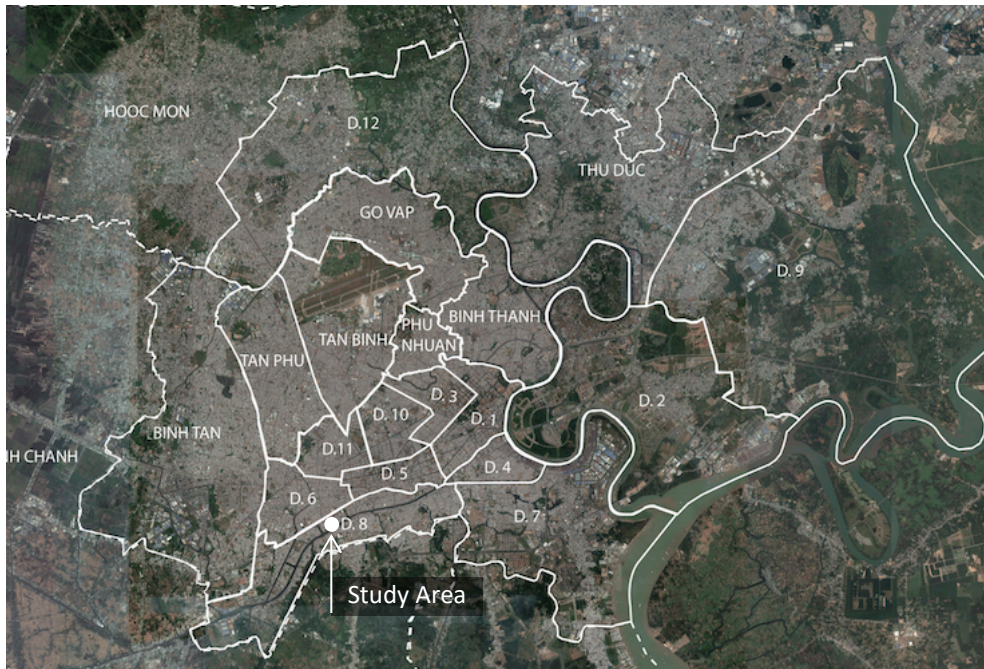 HOOC MON
D.12
THU DUC
GO VAP
D. 9
BINH THANH
PHU
NHUAN
TAN BINH
TAN PHU
D. 3
D. 2
D. 10
D. 1
BINH TAN
D.11
NH CHANH
D. 5
D. 4
D. 6
D. 7
D. 8
Study Area